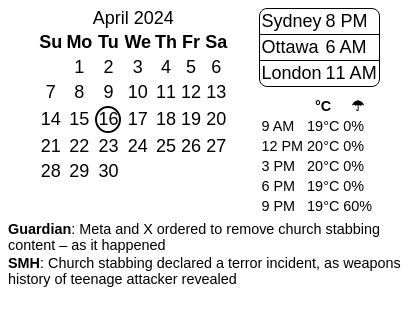 April 2024
Su Mo Tu We Th Fr Sa
1 2 3 4 5 6
7 8 9 10 11 12 13
14 15 16 17 18 19 20
21 22 23 24 25 26 27
28 29 30
Sydney 8 PM
Ottawa 6 AM
London 11 AM
°C ☂
9 AM 19°C 0%
12 PM 20°C 0%
3 PM 20°C 0%
6 PM 19°C 0%
9 PM 19°C 60%
Guardian: Meta and X ordered to remove church stabbing
content – as it happened
SMH: Church stabbing declared a terror incident, as weapons
history of teenage attacker revealed